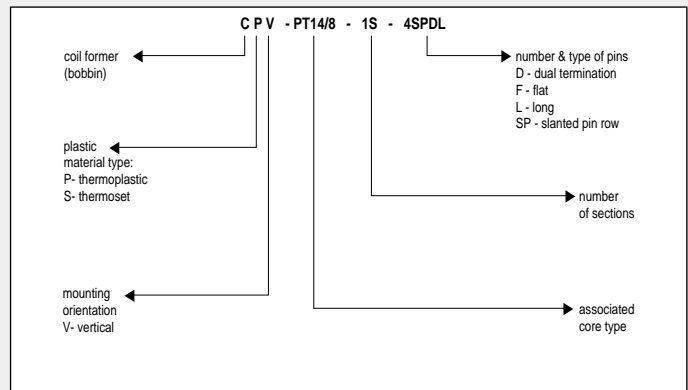 C P V - PT14/8 - 1S - 4SPDL
coil former
(bobbin)
plastic
material type:
P- thermoplastic
S- thermoset
mounting
orientation
V- vertical
number & type of pins
D - dual termination
F - flat
L - long
SP - slanted pin row
number
of sections
associated
core type